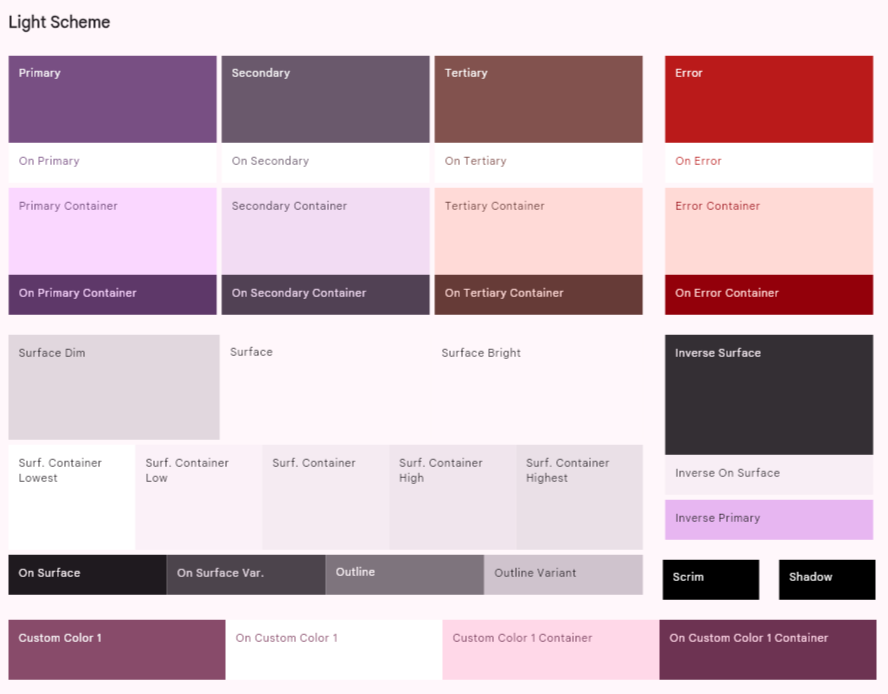 Light Scheme
Primary
Secondary
Tertiary
Error
On Primary
On Secondary
On Tertiary
On Error
Primary Container
Secondary Container
Tertiary Container
Error Container
On Primary Container
On Secondary Container
On Tertiary Container
On Error Container
Surface Dim
Surface
Surface Bright
Inverse Surface
Surf. Container
Lowest
Surf. Container
Low
Surf. Container
Surf. Container
High
Surf. Container
Highest
Inverse On Surface
Inverse Primary
On Surface
On Surface Var.
Outline
Outline Variant
Scrim
Shadow
Custom Color 1
On Custom Color 1
Custom Color 1 Container
On Custom Color 1 Container